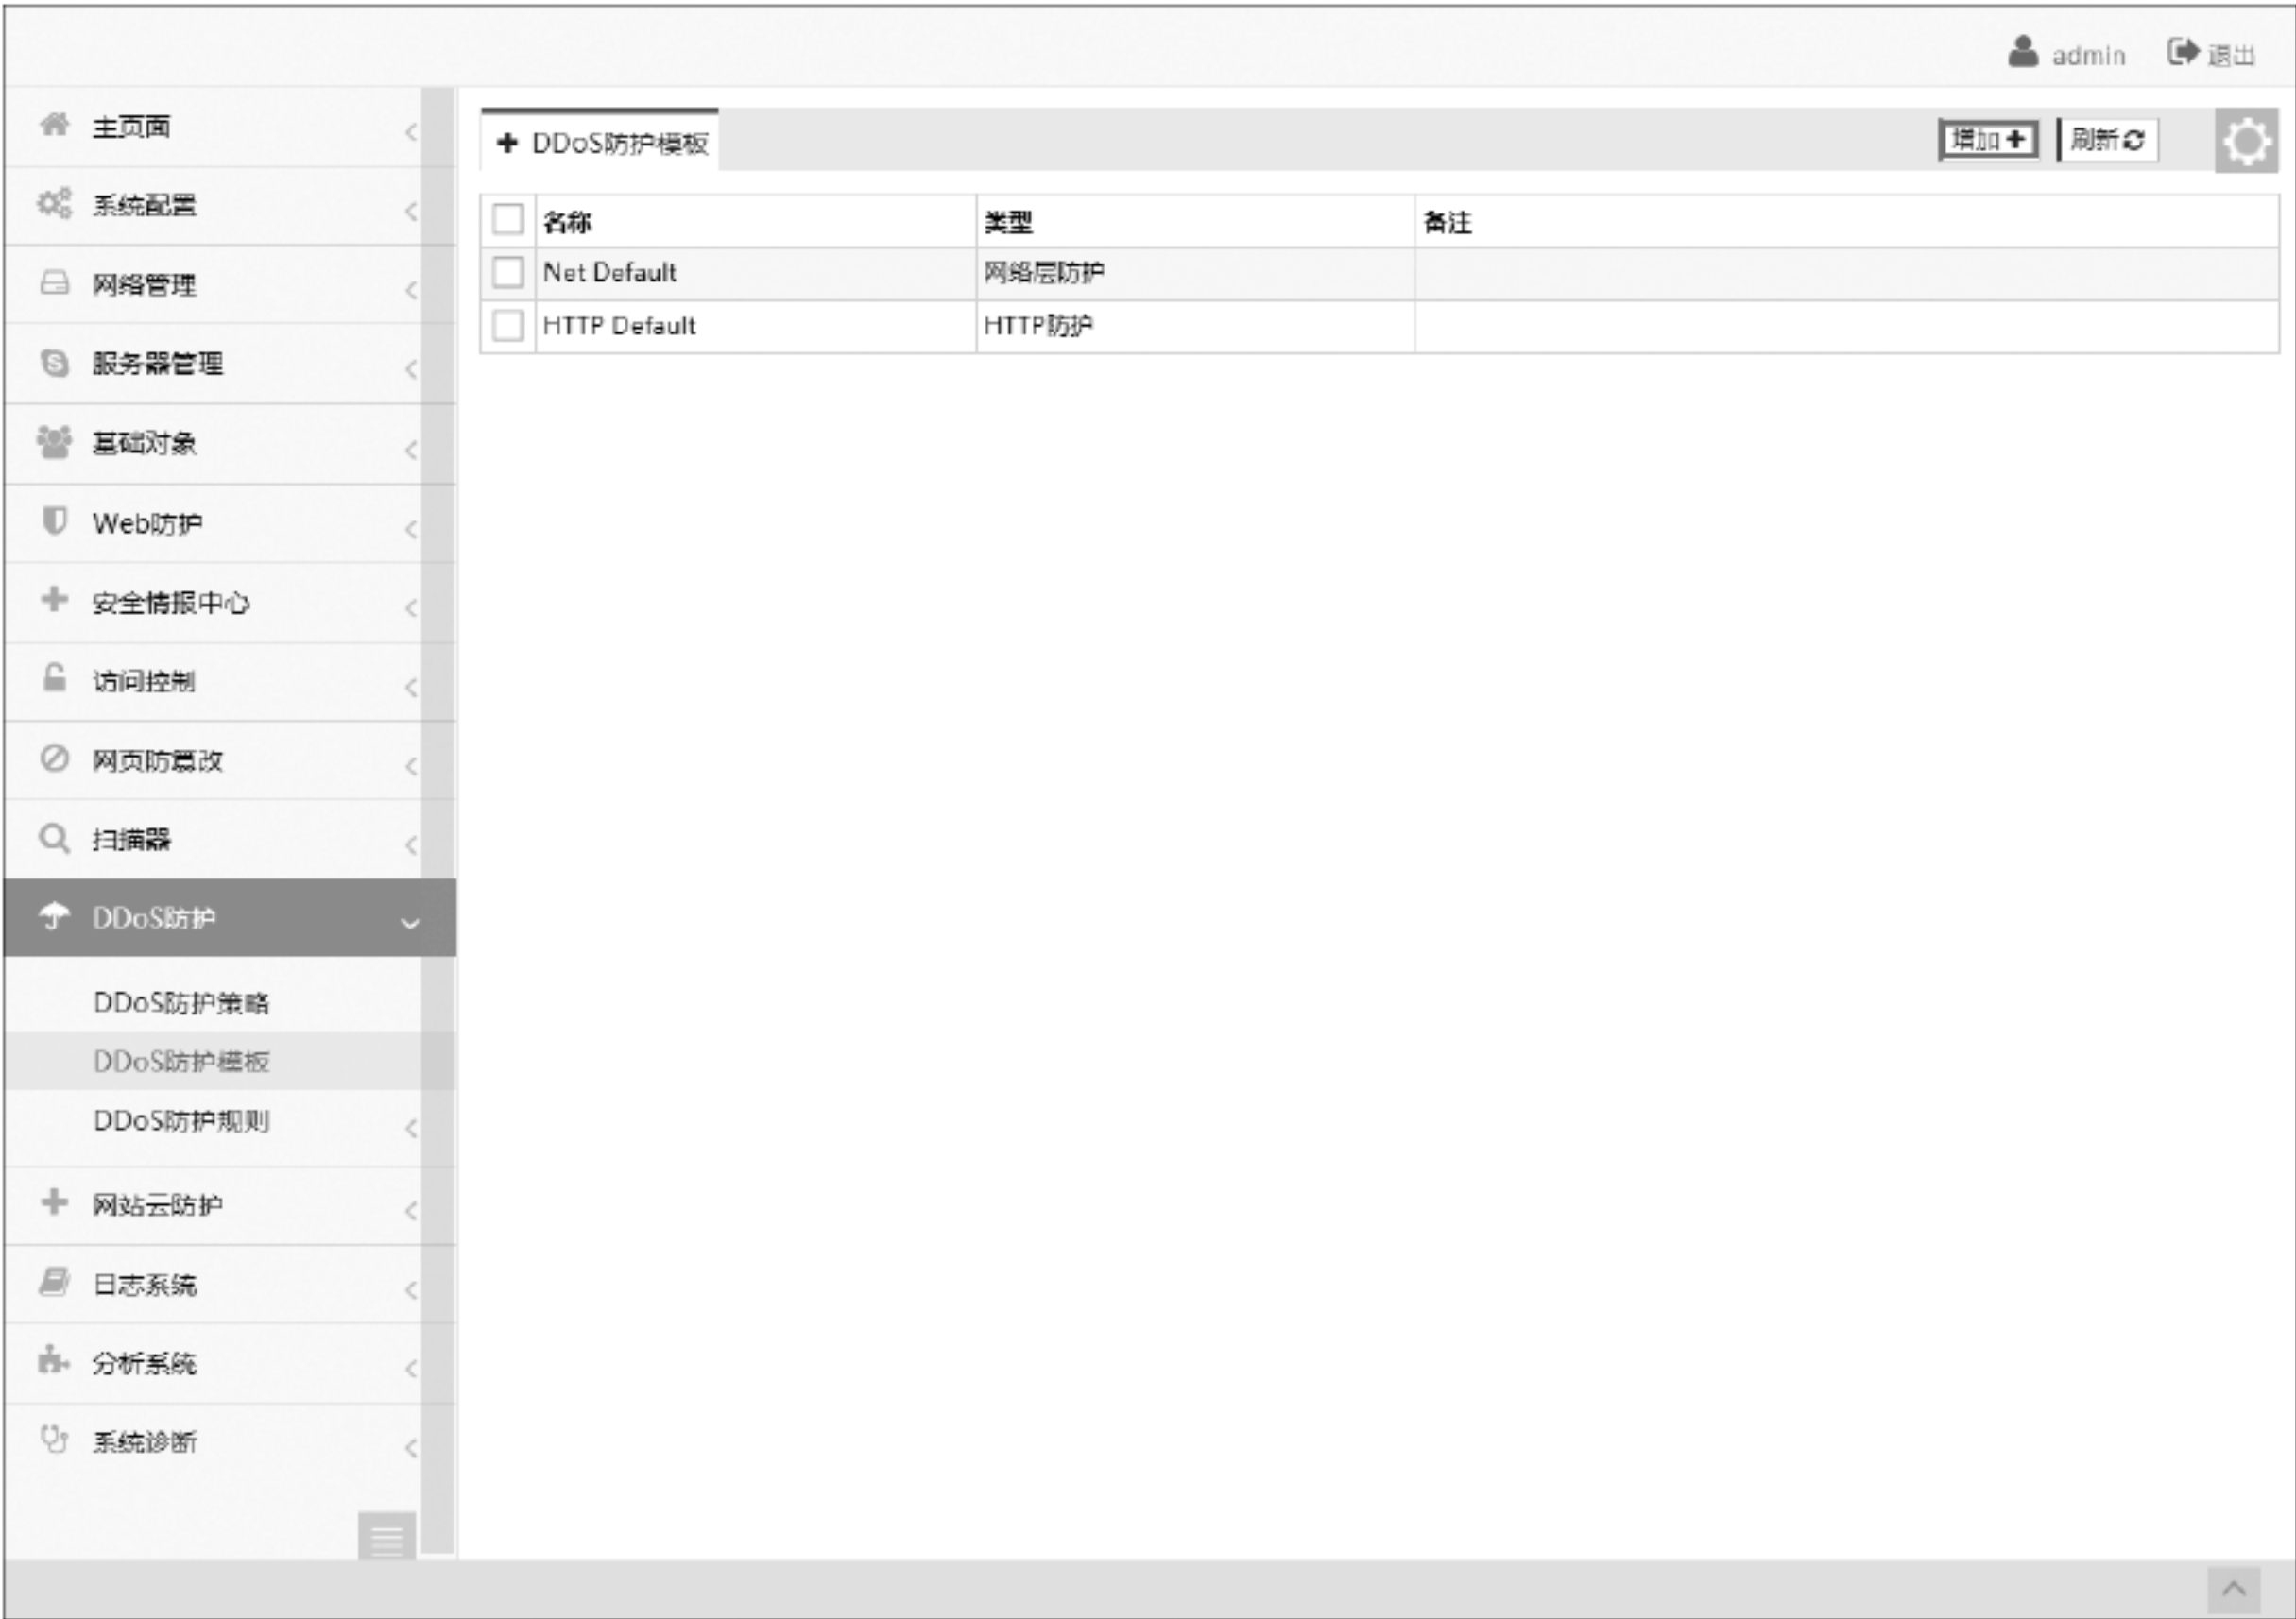 admin 退出
主页面
系统配置
网络管理
服务器管理
基础对象
Web防护
安全情报中心
访问控制
网页防篡改
扫描器
DDoS防护
DDoS防护策略
DDoS防护模板
DDoS防护规则
网站云防护
日志系统
分析系统
系统诊断
DDoS防护模板 增加 刷新
名称 类型 备注
Net Default 网络层防护
HTTP Default HTTP防护